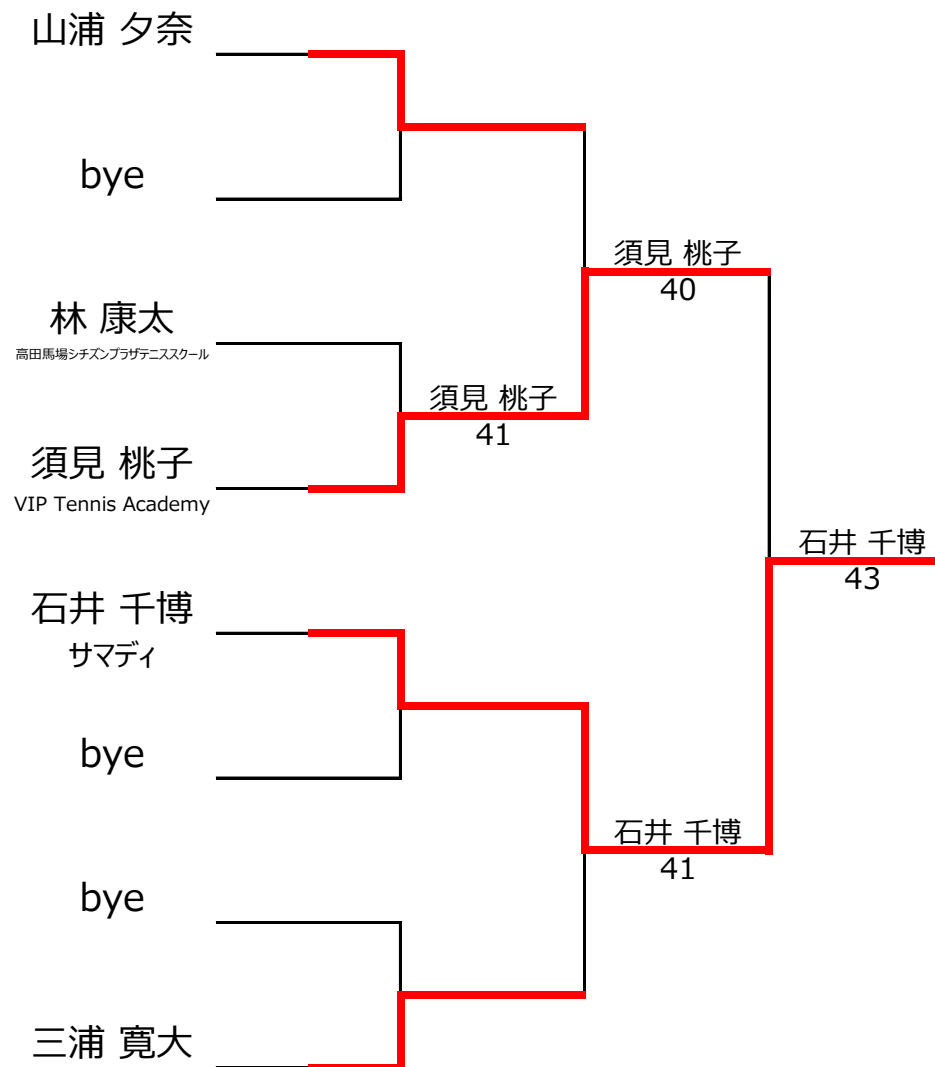 山浦 夕奈
bye
須見 桃子
40
林 康太
高田馬場シチズンプラザテニススクール
須見 桃子
41
須見 桃子
VIP Tennis Academy
石井 千博
43
石井 千博
サマディ
bye
石井 千博
41
bye
三浦 寛大